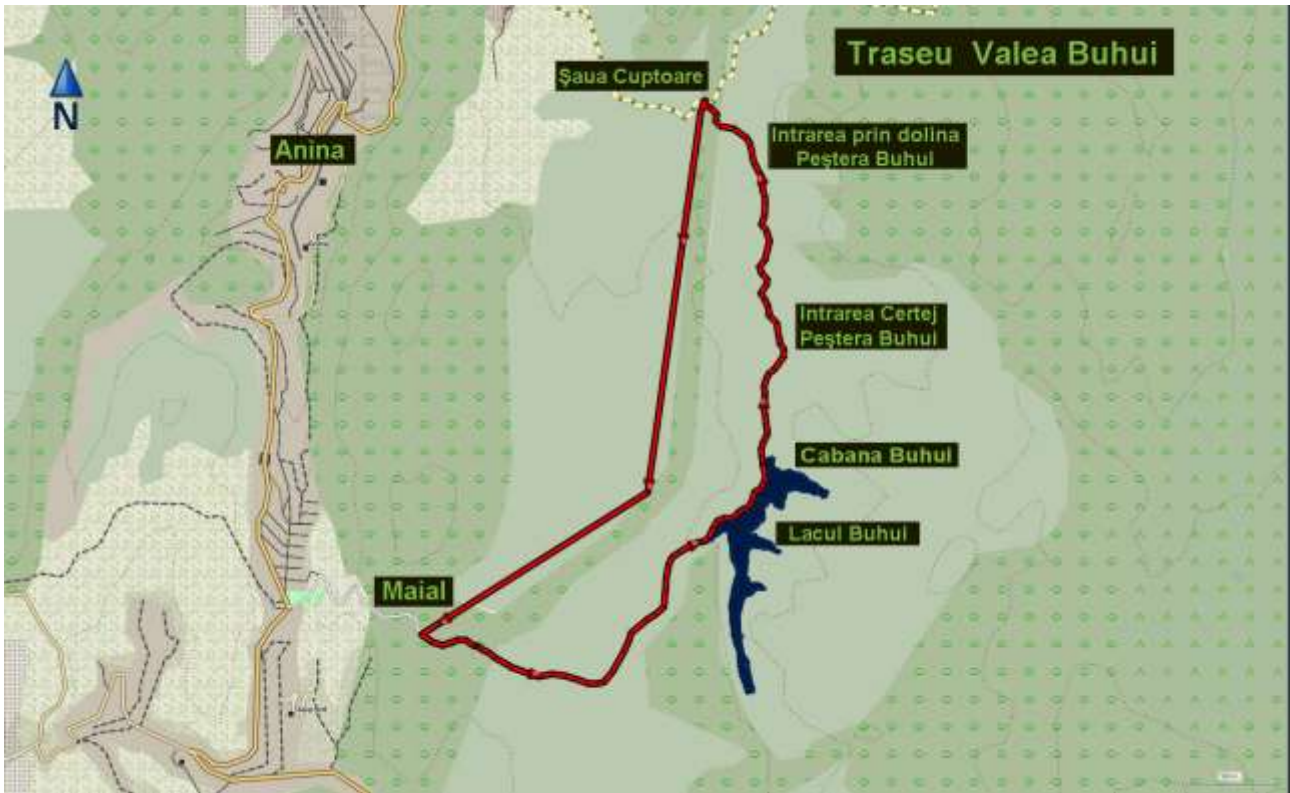 Traseu Valea Buhui
Şaua Cuptoare
N
Anina
Intrarea prin dolina
Peştera Buhui
Intrarea Certej
Peştera Buhui
Cabana Buhui
Lacul Buhui
Maial